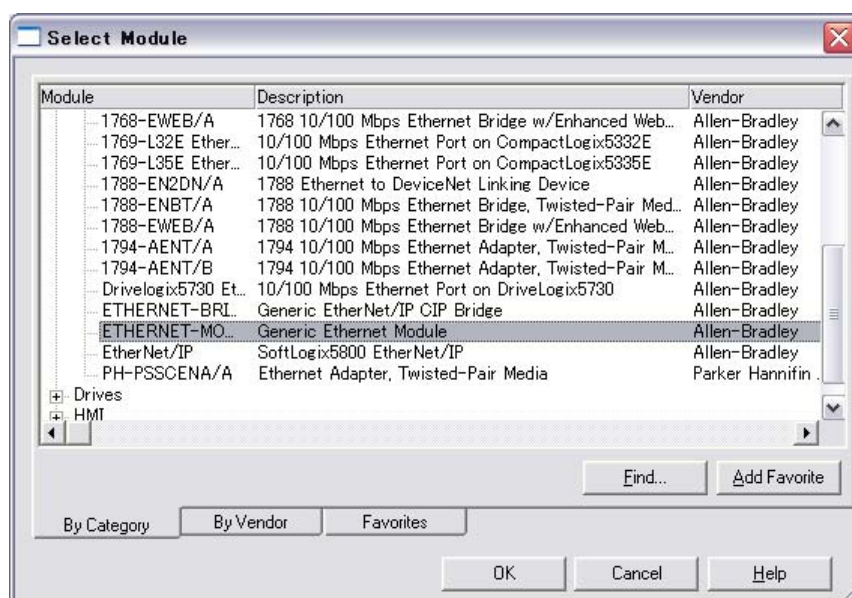 Select Module
Module Description Vendor
1768-EWEB/A 1768 10/100 Mbps Ethernet Bridge w/Enhanced Web... Allen-Bradley
1769-L32E Ether... 10/100 Mbps Ethernet Port on CompactLogix5332E Allen-Bradley
1769-L35E Ether... 10/100 Mbps Ethernet Port on CompactLogix5335E Allen-Bradley
1788-EN2DN/A 1788 Ethernet to DeviceNet Linking Device Allen-Bradley
1788-ENBT/A 1788 10/100 Mbps Ethernet Bridge, Twisted-Pair Med... Allen-Bradley
1788-EWEB/A 1788 10/100 Mbps Ethernet Bridge w/Enhanced Web... Allen-Bradley
1794-AENT/A 1794 10/100 Mbps Ethernet Adapter, Twisted-Pair M... Allen-Bradley
1794-AENT/B 1794 10/100 Mbps Ethernet Adapter, Twisted-Pair M... Allen-Bradley
Drivelogix5730 Et... 10/100 Mbps Ethernet Port on DriveLogix5730 Allen-Bradley
ETHERNET-BRI... Generic EtherNet/IP CIP Bridge Allen-Bradley
ETHERNET-MO... Generic Ethernet Module Allen-Bradley
EtherNet/IP SoftLogix5800 EtherNet/IP Allen-Bradley
PH-PSSCENA/A Ethernet Adapter, Twisted-Pair Media Parker Hannifin .
Drives
HMI
Find... Add Favorite
By Category By Vendor Favorites
OK Cancel Help